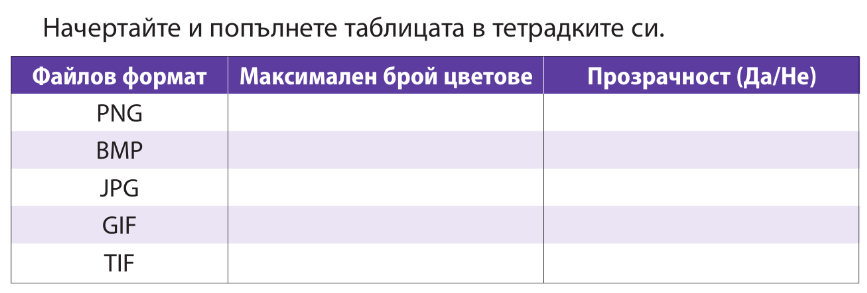 Начертайте и попълнете таблицата в тетрадките си.
Файлов формат Максимален брой цветове Прозрачност (Да/Не)
PNG
BMP
JPG
GIF
TIF